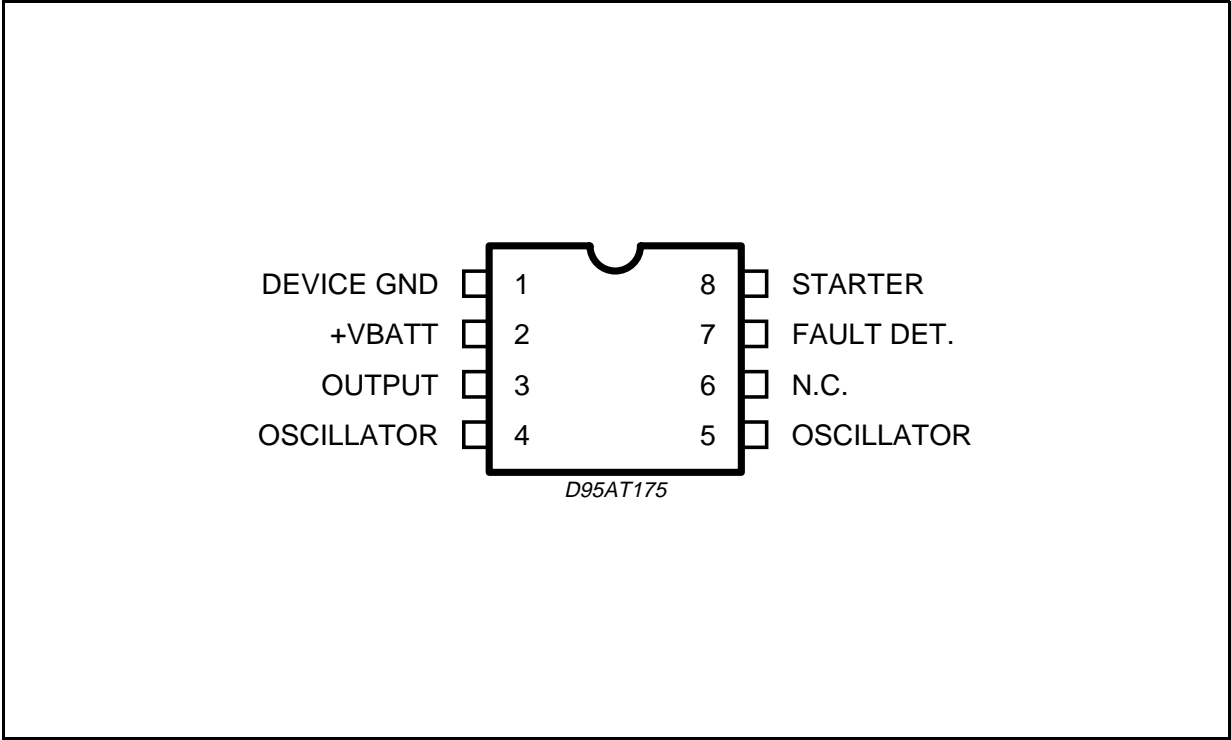 DEVICE GND 1 8 STARTER
+VBATT 2 7 FAULT DET.
OUTPUT 3 6 N.C.
OSCILLATOR 4 5 OSCILLATOR
D95AT175